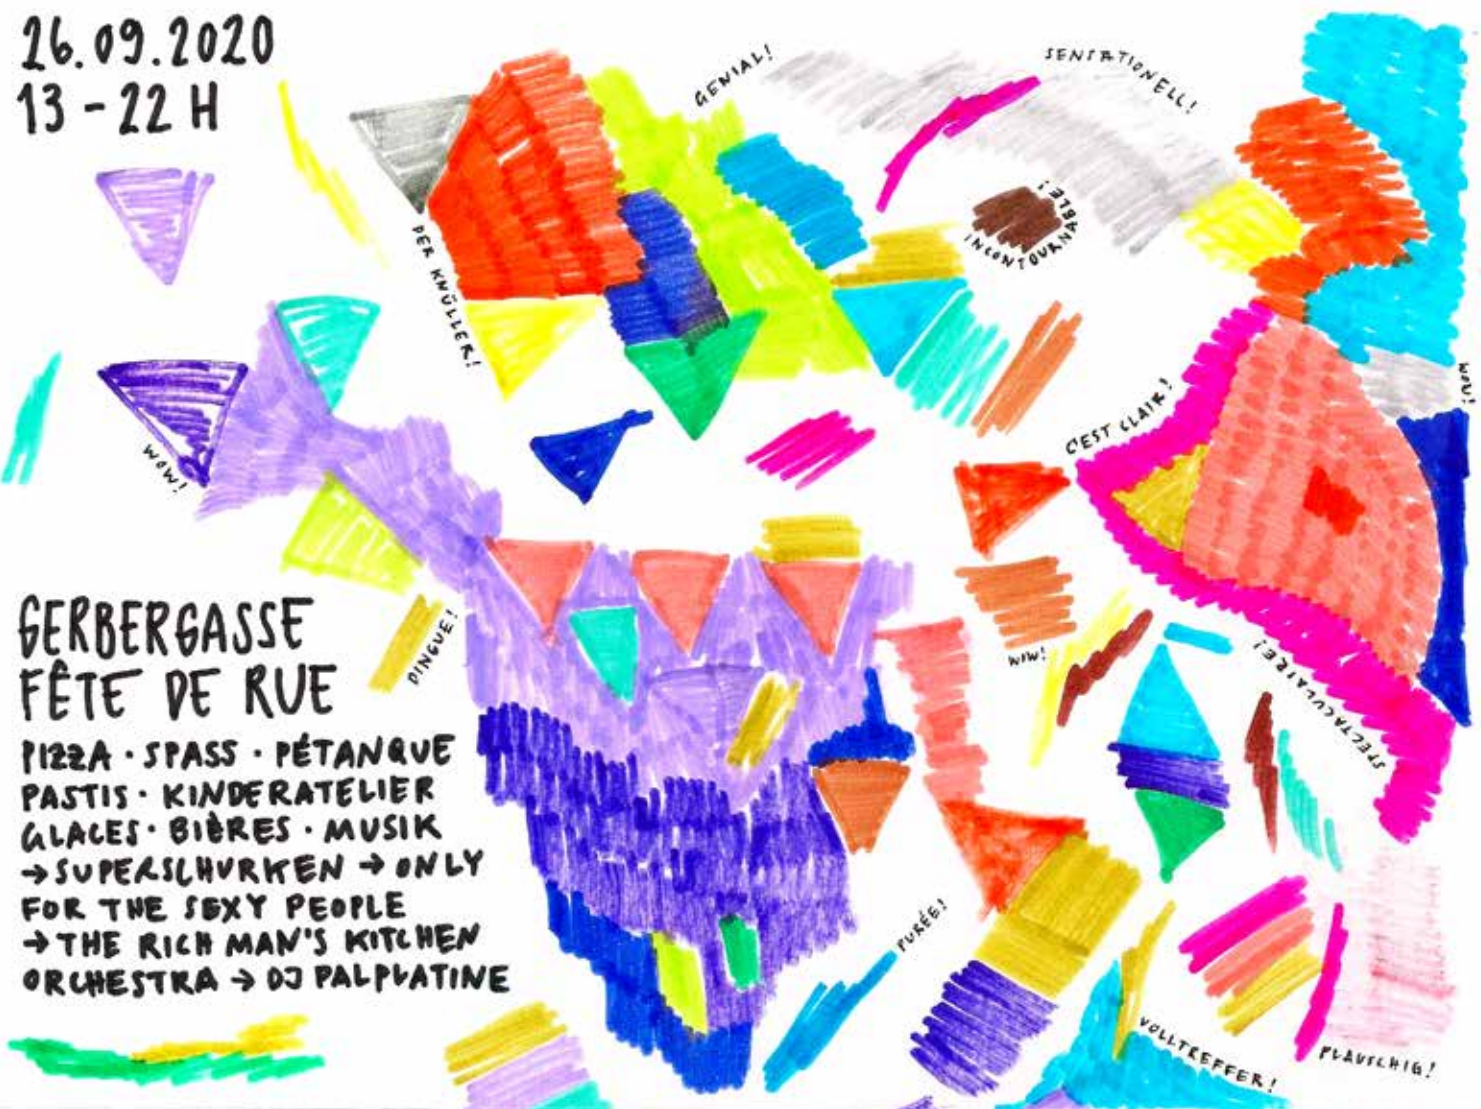 26.09.2020
13 - 22 H
GENIAL!
SENSATIONELL!
INCONTOURNABLE!
DER KNÜLLER!
WOW!
C'EST CLAIR!
WOW!
DINGUE!
WOW!
SPECTACULAIRE!
GERBERGASSE
FÊTE DE RUE
PIZZA · SPASS · PÉTANQUE
PASTIS · KINDERATELIER
GLACES · BIÈRES · MUSIK
→ SUPERSCHURKEN → ONLY
FOR THE SEXY PEOPLE
→ THE RICH MAN'S KITCHEN
ORCHESTRA → DJ PALPLATINE
PURÉE!
VOLLTREFFER!
PLAUSCHIG!